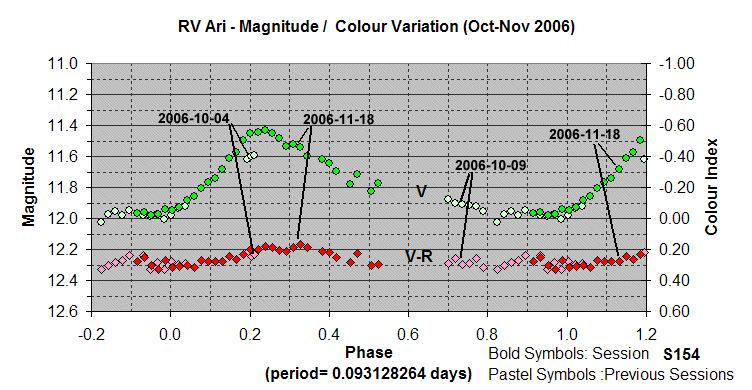 RV Ari - Magnitude / Colour Variation (Oct-Nov 2006)
11.0
11.2
11.4
11.6
11.8
12.0
12.2
12.4
12.6
Magnitude
-1.00
-0.80
-0.60
-0.40
-0.20
0.00
0.20
0.40
0.60
Colour Index
2006-10-04
2006-11-18
2006-11-18
2006-10-09
V
V-R
-0.2 0.0 0.2 0.4 0.6 0.8 1.0 1.2
Phase
(period= 0.093128264 days)
Bold Symbols: Session S154
Pastel Symbols :Previous Sessions